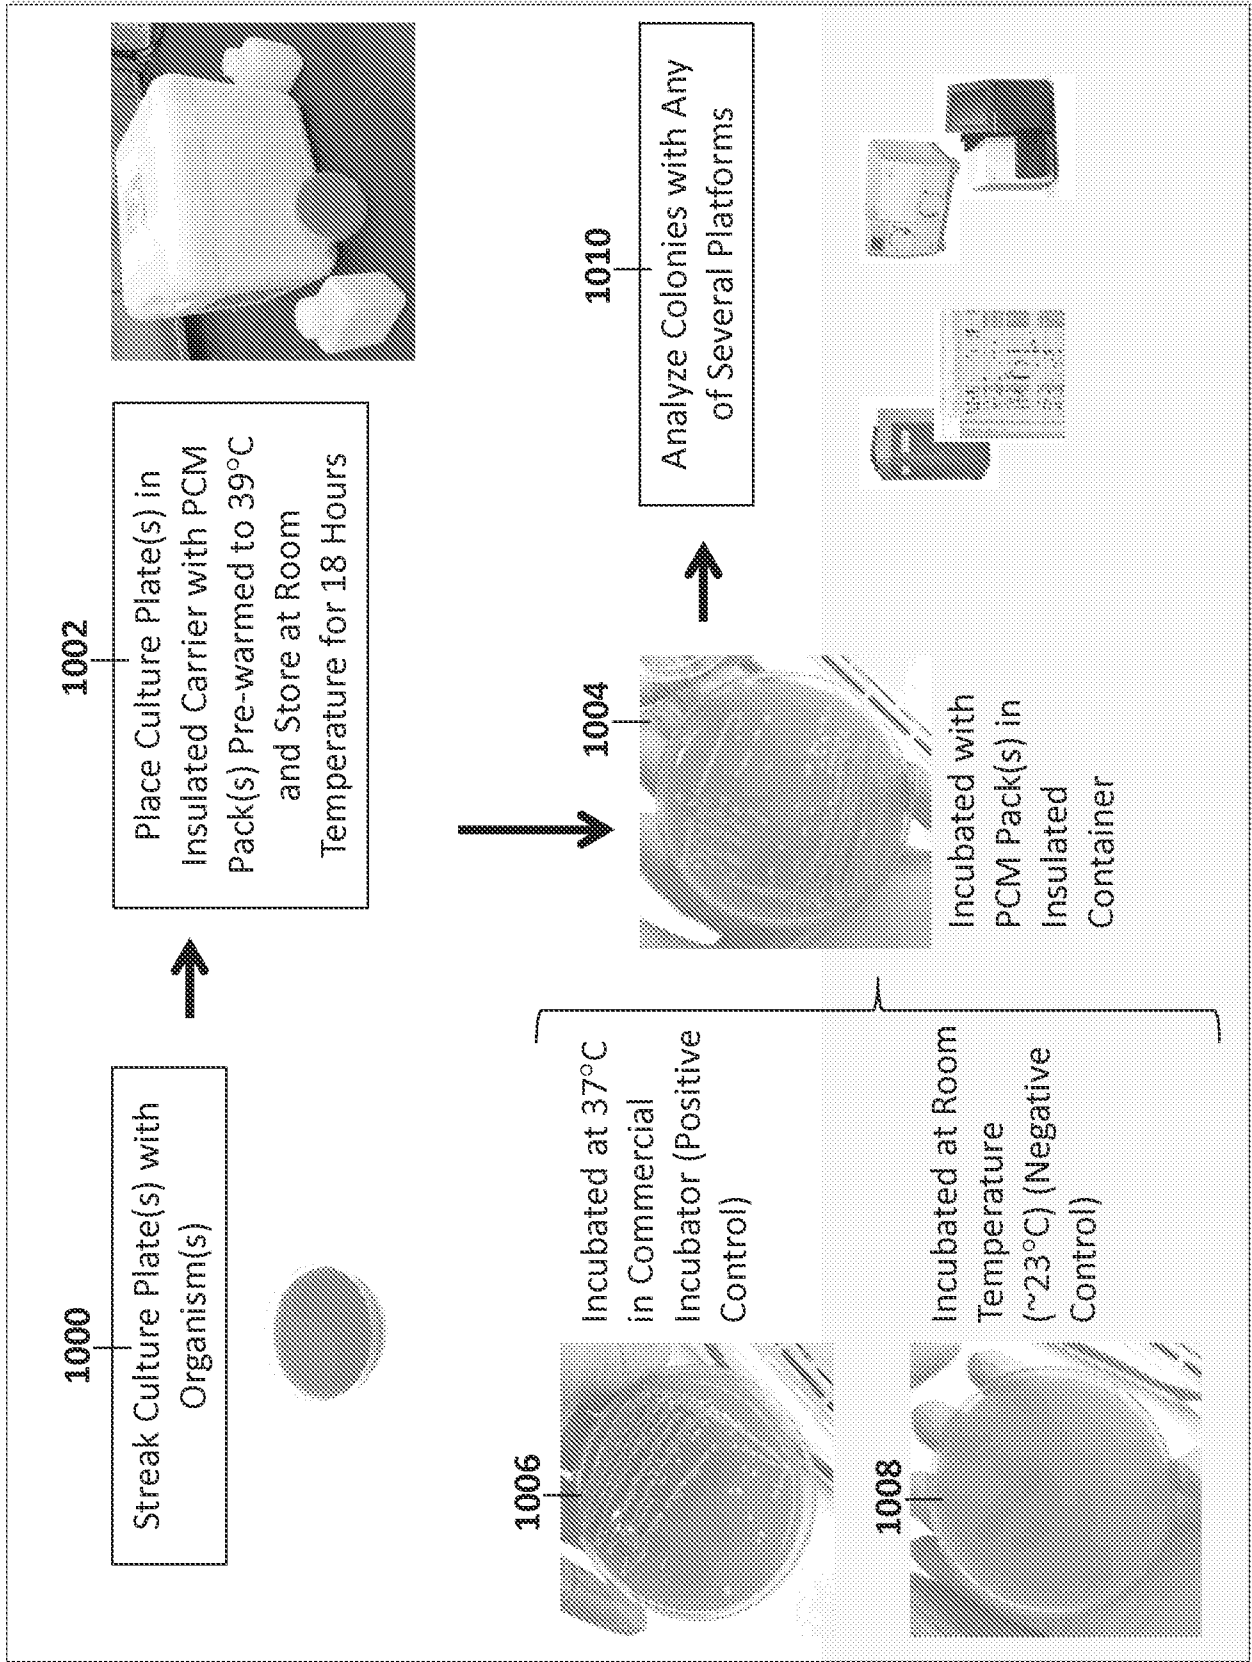 1000
Streak Culture Plate(s) with
Organism(s)
1002
Place Culture Plate(s) in
Insulated Carrier with PCM
Pack(s) Pre-warmed to 39°C
and Store at Room
Temperature for 18 Hours
1006
Incubated at 37°C
in Commercial
Incubator (Positive
Control)
1008
Incubated at Room
Temperature
(~23°C) (Negative
Control)
1004
Incubated with
PCM Pack(s) in
Insulated
Container
1010
Analyze Colonies with Any
of Several Platforms